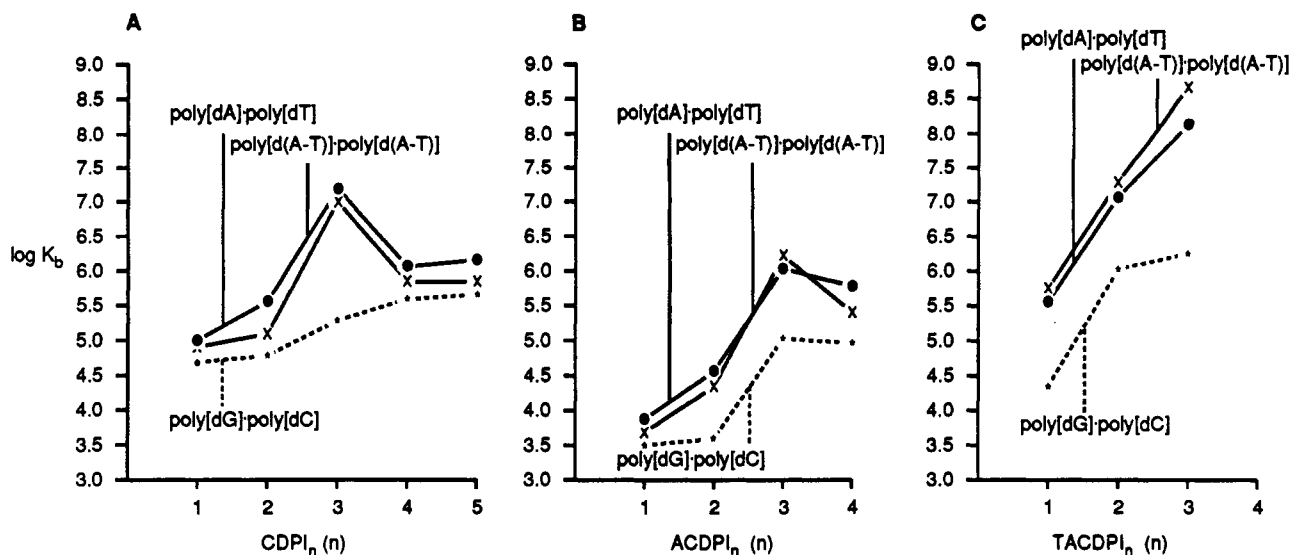 A
9.0
8.5
8.0
7.5
7.0
6.5
6.0
5.5
5.0
4.5
4.0
3.5
3.0
log K_b
poly[dA]·poly[dT]
poly[d(A-T)]·poly[d(A-T)]
poly[dG]·poly[dC]
1 2 3 4 5
CDPI_n (n)
B
9.0
8.5
8.0
7.5
7.0
6.5
6.0
5.5
5.0
4.5
4.0
3.5
3.0
poly[dA]·poly[dT]
poly[d(A-T)]·poly[d(A-T)]
poly[dG]·poly[dC]
1 2 3 4
ACDPI_n (n)
C
poly[dA]·poly[dT]
poly[d(A-T)]·poly[d(A-T)]
9.0
8.5
8.0
7.5
7.0
6.5
6.0
5.5
5.0
4.5
4.0
3.5
3.0
poly[dG]·poly[dC]
1 2 3 4
TACDPI_n (n)